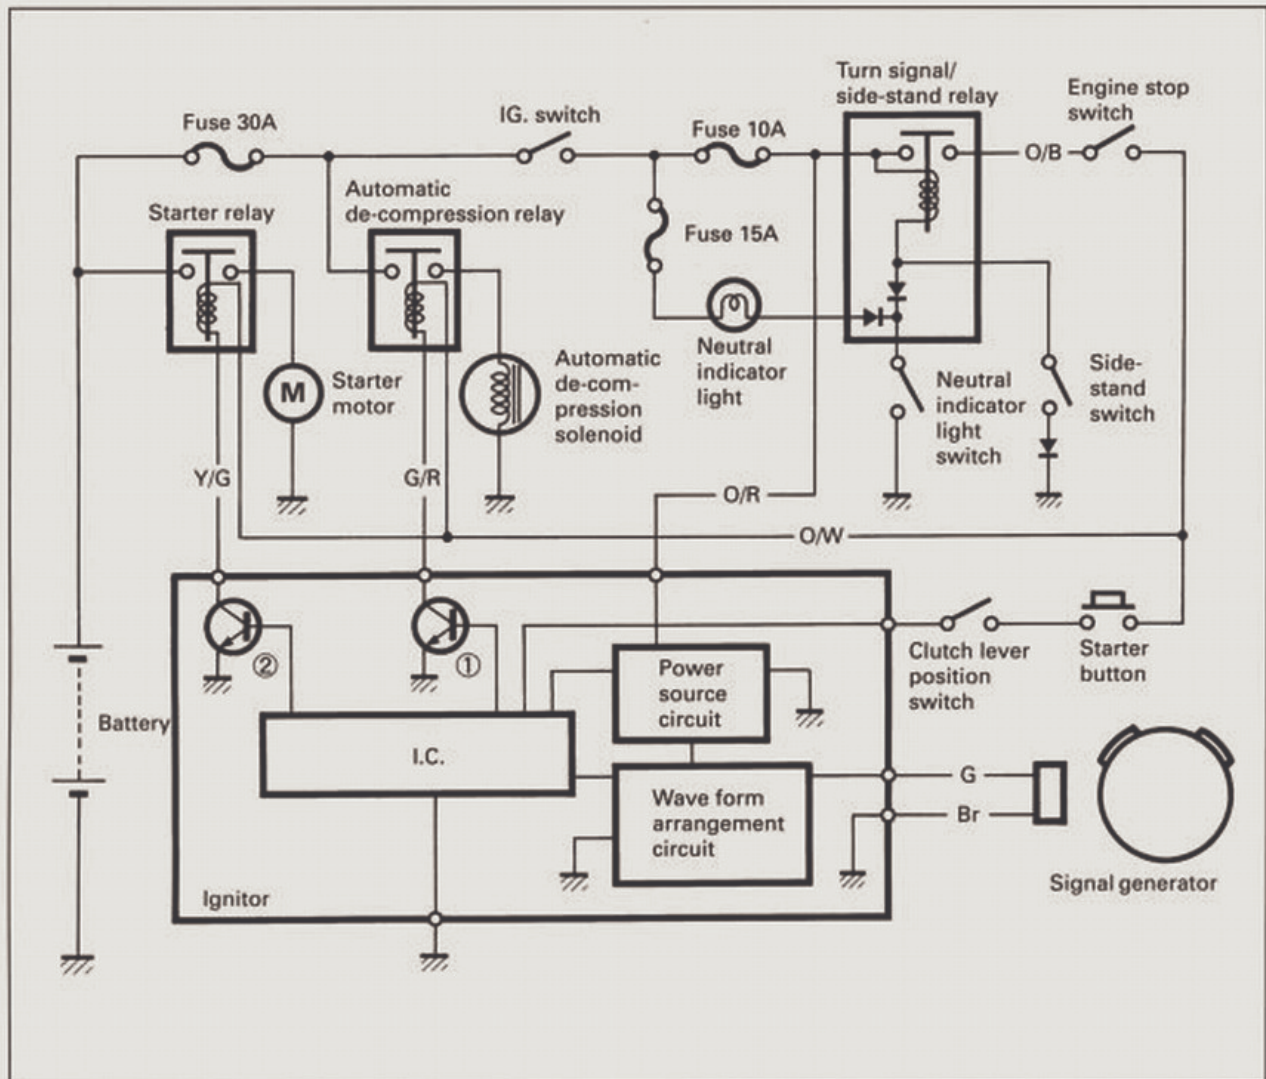 Turn signal/
side-stand relay
Engine stop
switch
Fuse 30A
IG. switch
Fuse 10A
O/B
Automatic
de-compression relay
Starter relay
Fuse 15A
Neutral
indicator
light
Automatic
de-com-
pression
solenoid
M
Starter
motor
Neutral
indicator
light
switch
Side-
stand
switch
Y/G
G/R
O/R
O/W
②
①
Power
source
circuit
Clutch lever
position
switch
Starter
button
Battery
I.C.
G
Wave form
arrangement
circuit
Br
Signal generator
Ignitor